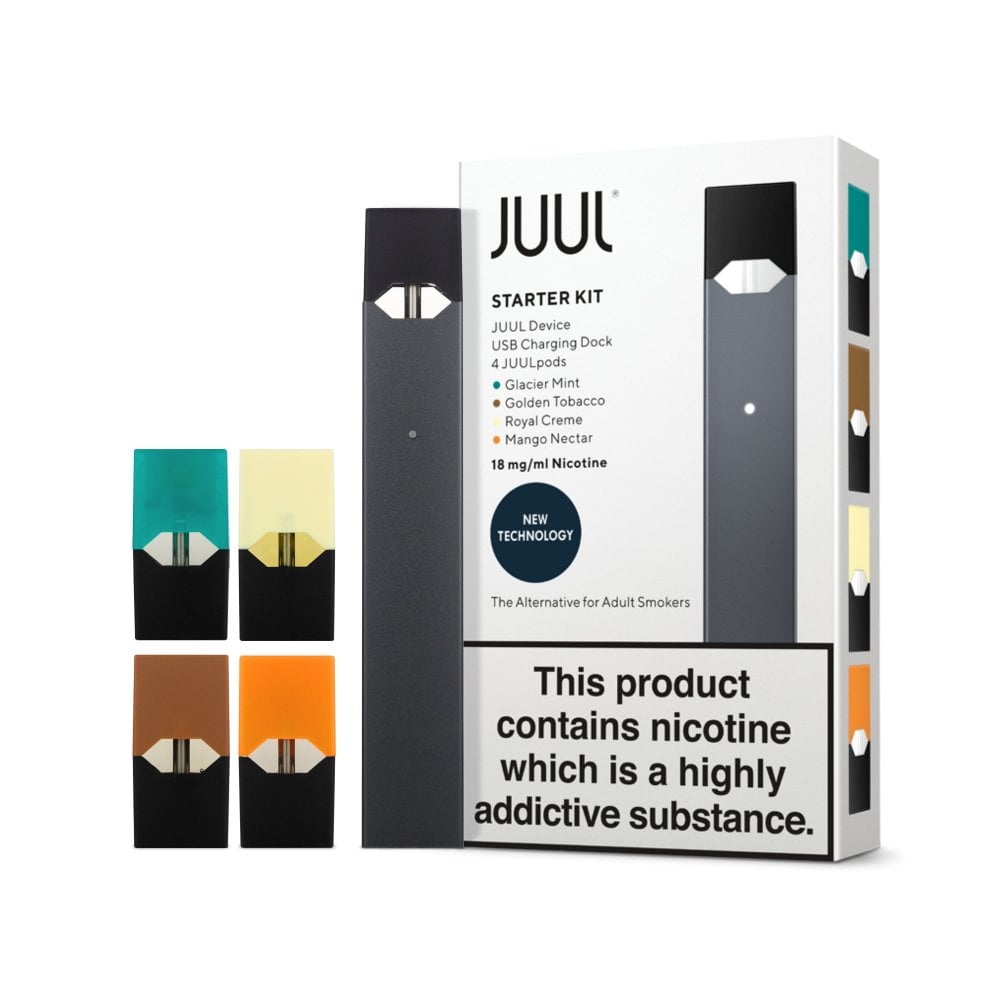 JUUL®
STARTER KIT
JUUL Device
USB Charging Dock
4 JUULpods
Glacier Mint
Golden Tobacco
Royal Creme
Mango Nectar
18 mg/ml Nicotine
NEW
TECHNOLOGY
The Alternative for Adult Smokers
This product
contains nicotine
which is a highly
addictive substance.